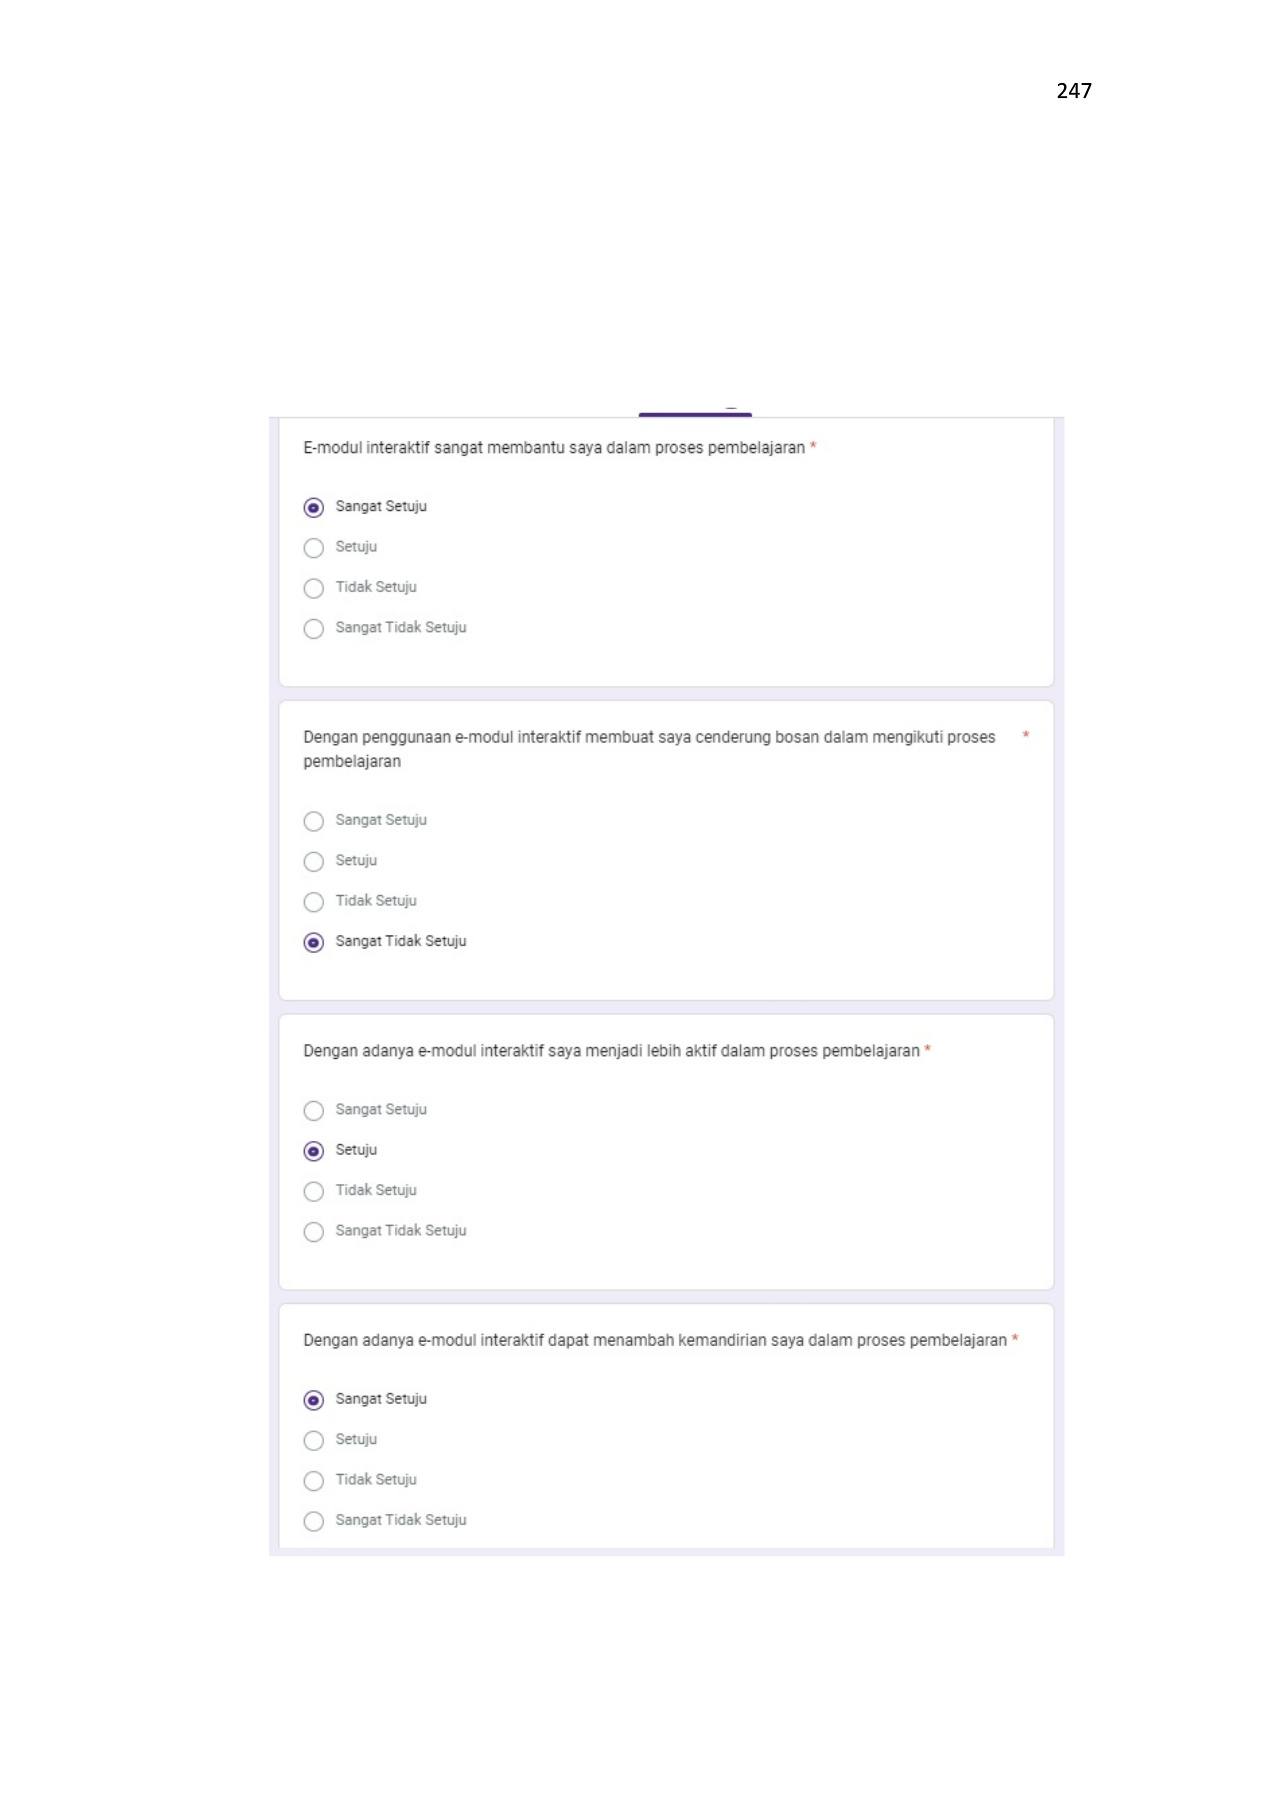 247
E-modul interaktif sangat membantu saya dalam proses pembelajaran *
Sangat Setuju
Setuju
Tidak Setuju
Sangat Tidak Setuju
Dengan penggunaan e-modul interaktif membuat saya cenderung bosan dalam mengikuti proses *
pembelajaran
Sangat Setuju
Setuju
Tidak Setuju
Sangat Tidak Setuju
Dengan adanya e-modul interaktif saya menjadi lebih aktif dalam proses pembelajaran *
Sangat Setuju
Setuju
Tidak Setuju
Sangat Tidak Setuju
Dengan adanya e-modul interaktif dapat menambah kemandirian saya dalam proses pembelajaran *
Sangat Setuju
Setuju
Tidak Setuju
Sangat Tidak Setuju